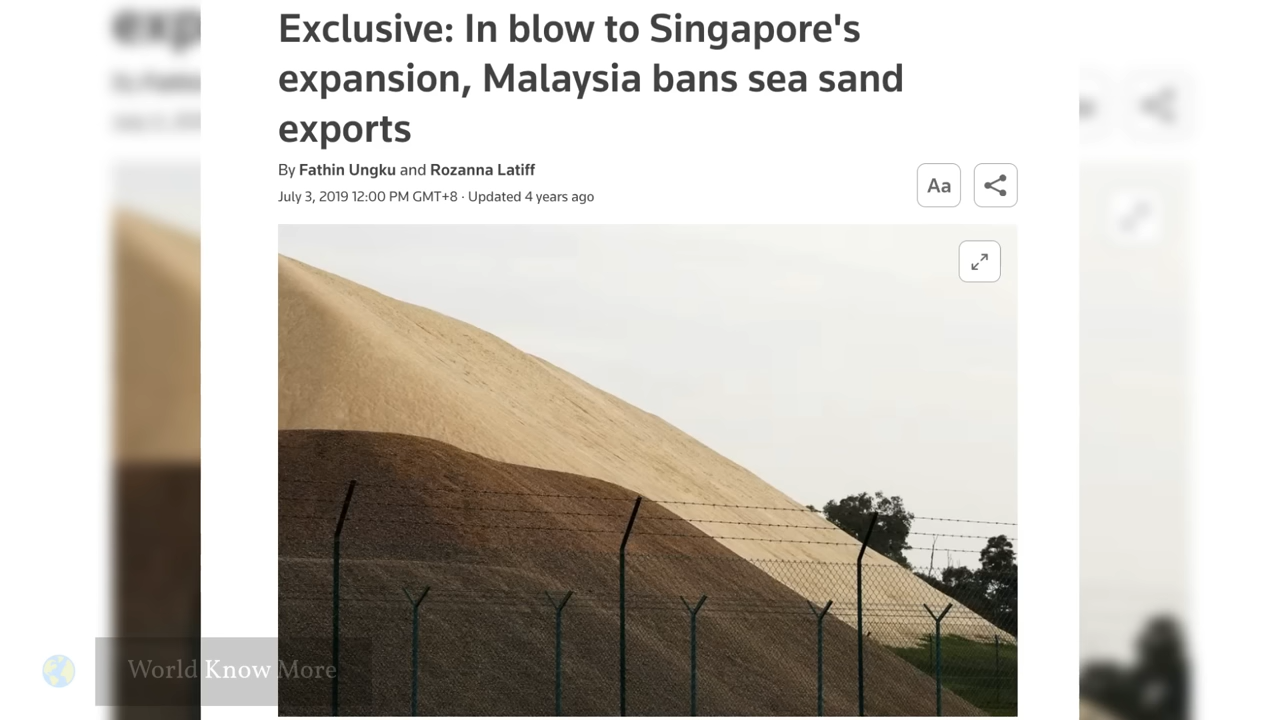 Exclusive: In blow to Singapore's
expansion, Malaysia bans sea sand
exports
By Fathin Ungku and Rozanna Latiff
July 3, 2019 12:00 PM GMT+8 · Updated 4 years ago
Aa
World Know More